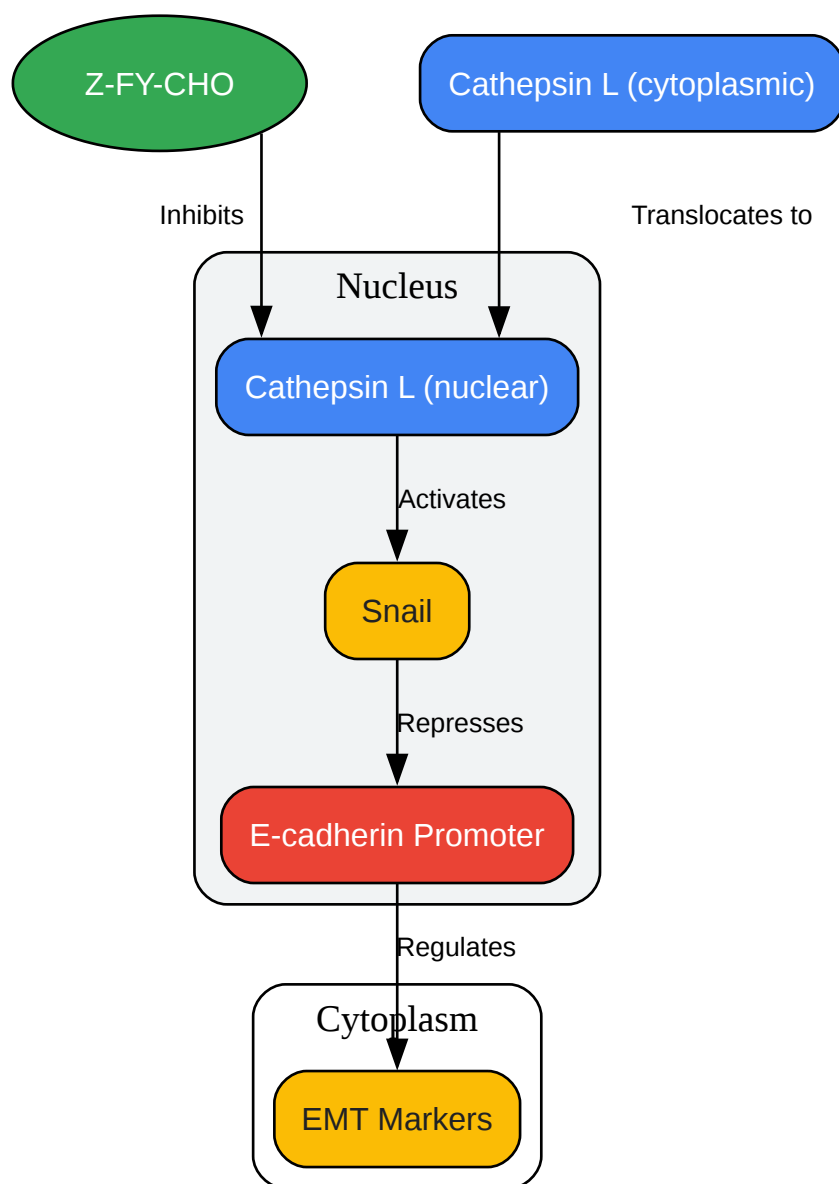 Z-FY-CHO
Cathepsin L (cytoplasmic)
Inhibits
Translocates to
Nucleus
Cathepsin L (nuclear)
Activates
Snail
Represses
E-cadherin Promoter
Regulates
Cytoplasm
EMT Markers